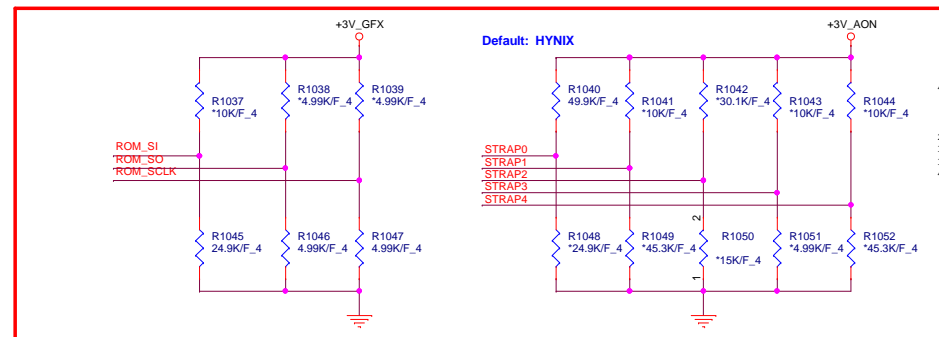 +3V_GFX
+3V_AON
Default: HYNIX
R1037
*10K/F_4
R1038
*4.99K/F_4
R1039
*4.99K/F_4
R1040
49.9K/F_4
R1041
*10K/F_4
R1042
*30.1K/F_4
R1043
*10K/F_4
R1044
*10K/F_4
ROM_SI
ROM_SO
ROM_SCLK
STRAP0
STRAP1
STRAP2
STRAP3
STRAP4
R1045
24.9K/F_4
R1046
4.99K/F_4
R1047
4.99K/F_4
R1048
*24.9K/F_4
R1049
*45.3K/F_4
2
R1050
*15K/F_4
1
R1051
*4.99K/F_4
R1052
*45.3K/F_4